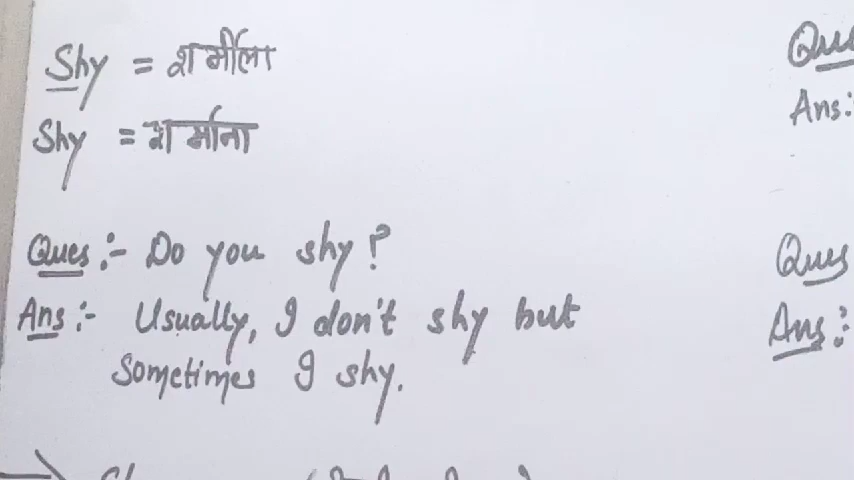 Shy = शर्मीला
Shy = शर्माना
Ques:- Do you shy?
Ans:- Usually, I don't shy but
sometimes I shy.
Ans:
Ques
Ans: